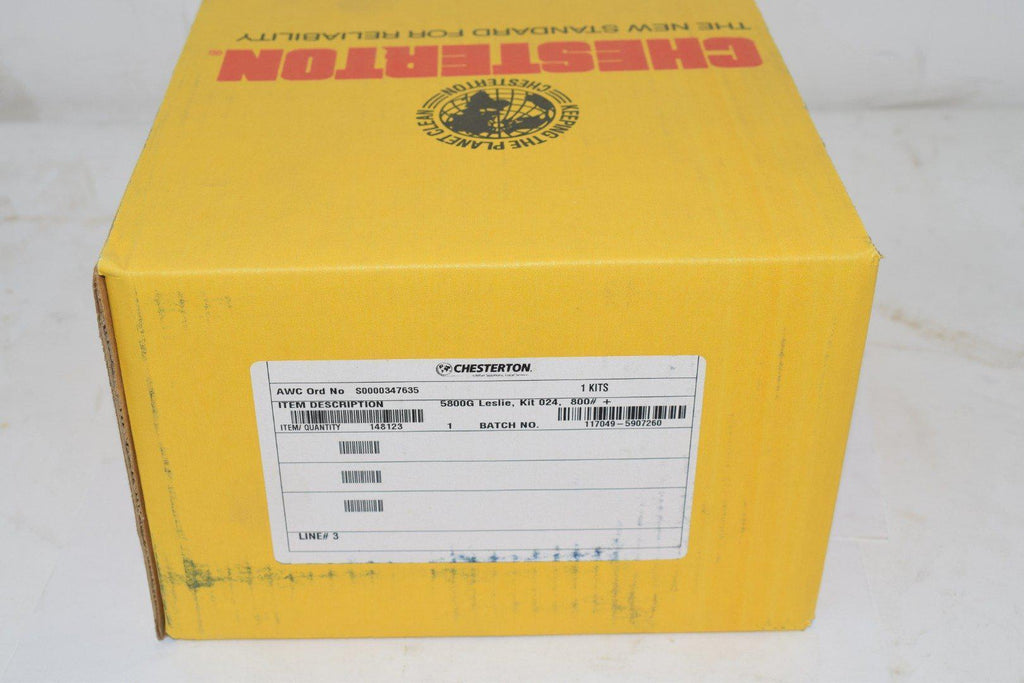 THE NEW STANDARD FOR RELIABILITY
CHESTERTON®
CHESTERTON
KEEPING THE PLANET CLEAN
CHESTERTON.
AWC Ord No S0000347635 1 KITS
ITEM DESCRIPTION 5800G Leslie, Kit 024, 800# +
ITEM/ QUANTITY 148123 1 BATCH NO. 117049-5907260
LINE# 3